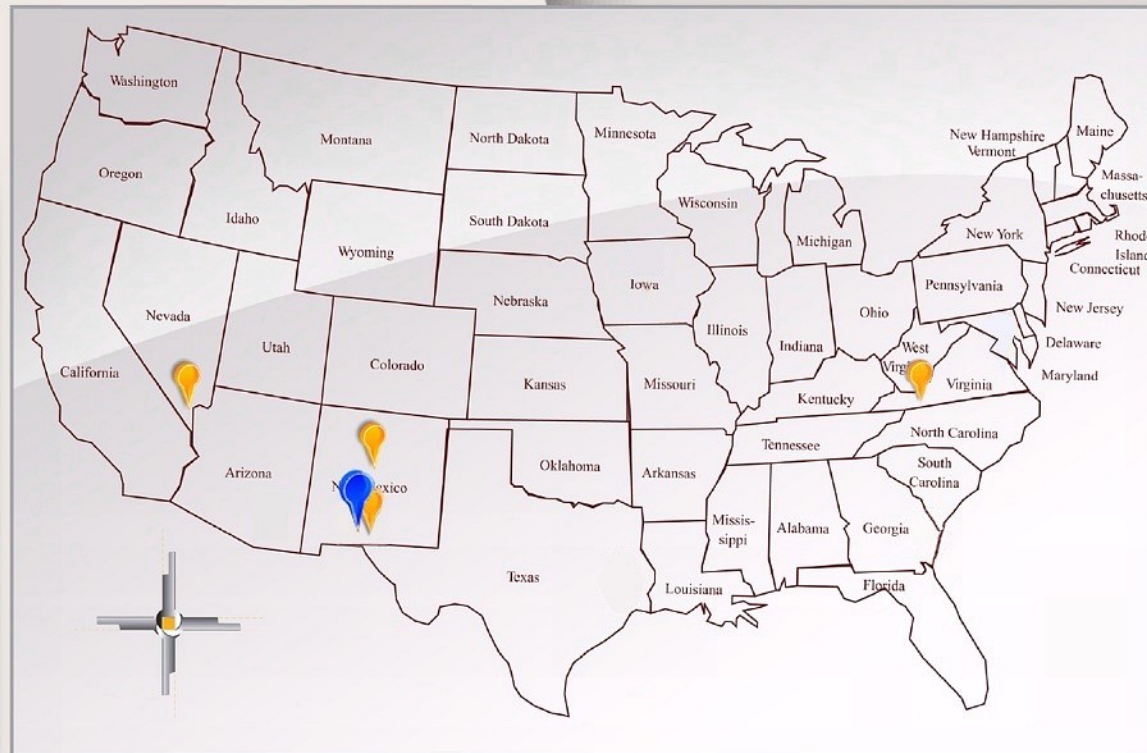 Washington
Montana
North Dakota
Minnesota
Maine
New Hampshire
Vermont
Oregon
Idaho
Wyoming
South Dakota
Wisconsin
Michigan
New York
Massa-
chusetts
Rhode
Island
Connecticut
Nevada
Utah
Colorado
Nebraska
Iowa
Illinois
Indiana
Ohio
Pennsylvania
New Jersey
Delaware
Maryland
California
Kansas
Missouri
Kentucky
West
Virginia
Arizona
Oklahoma
Arkansas
Tennessee
North Carolina
South
Carolina
Texas
Louisiana
Missis-
sippi
Alabama
Georgia
Florida